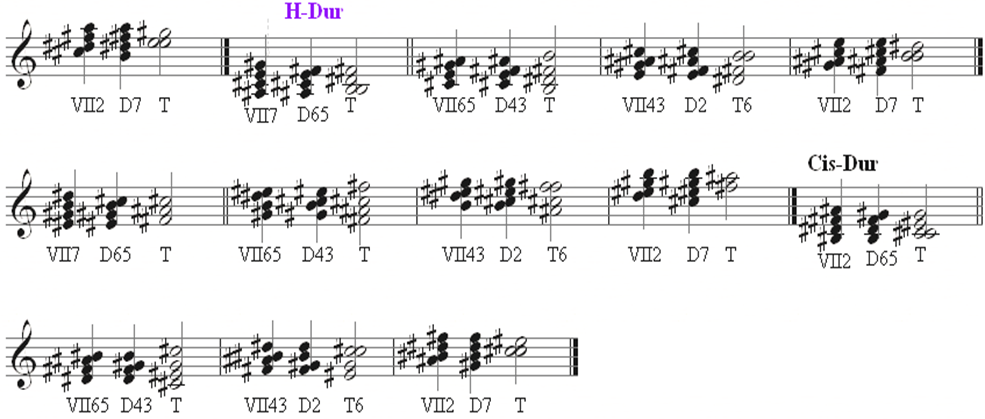 H-Dur
VII2 D7 T VII7 D65 T VII65 D43 T VII43 D2 T6 VII2 D7 T
Cis-Dur
VII7 D65 T VII65 D43 T VII43 D2 T6 VII2 D7 T VII2 D65 T
VII65 D43 T VII43 D2 T6 VII2 D7 T